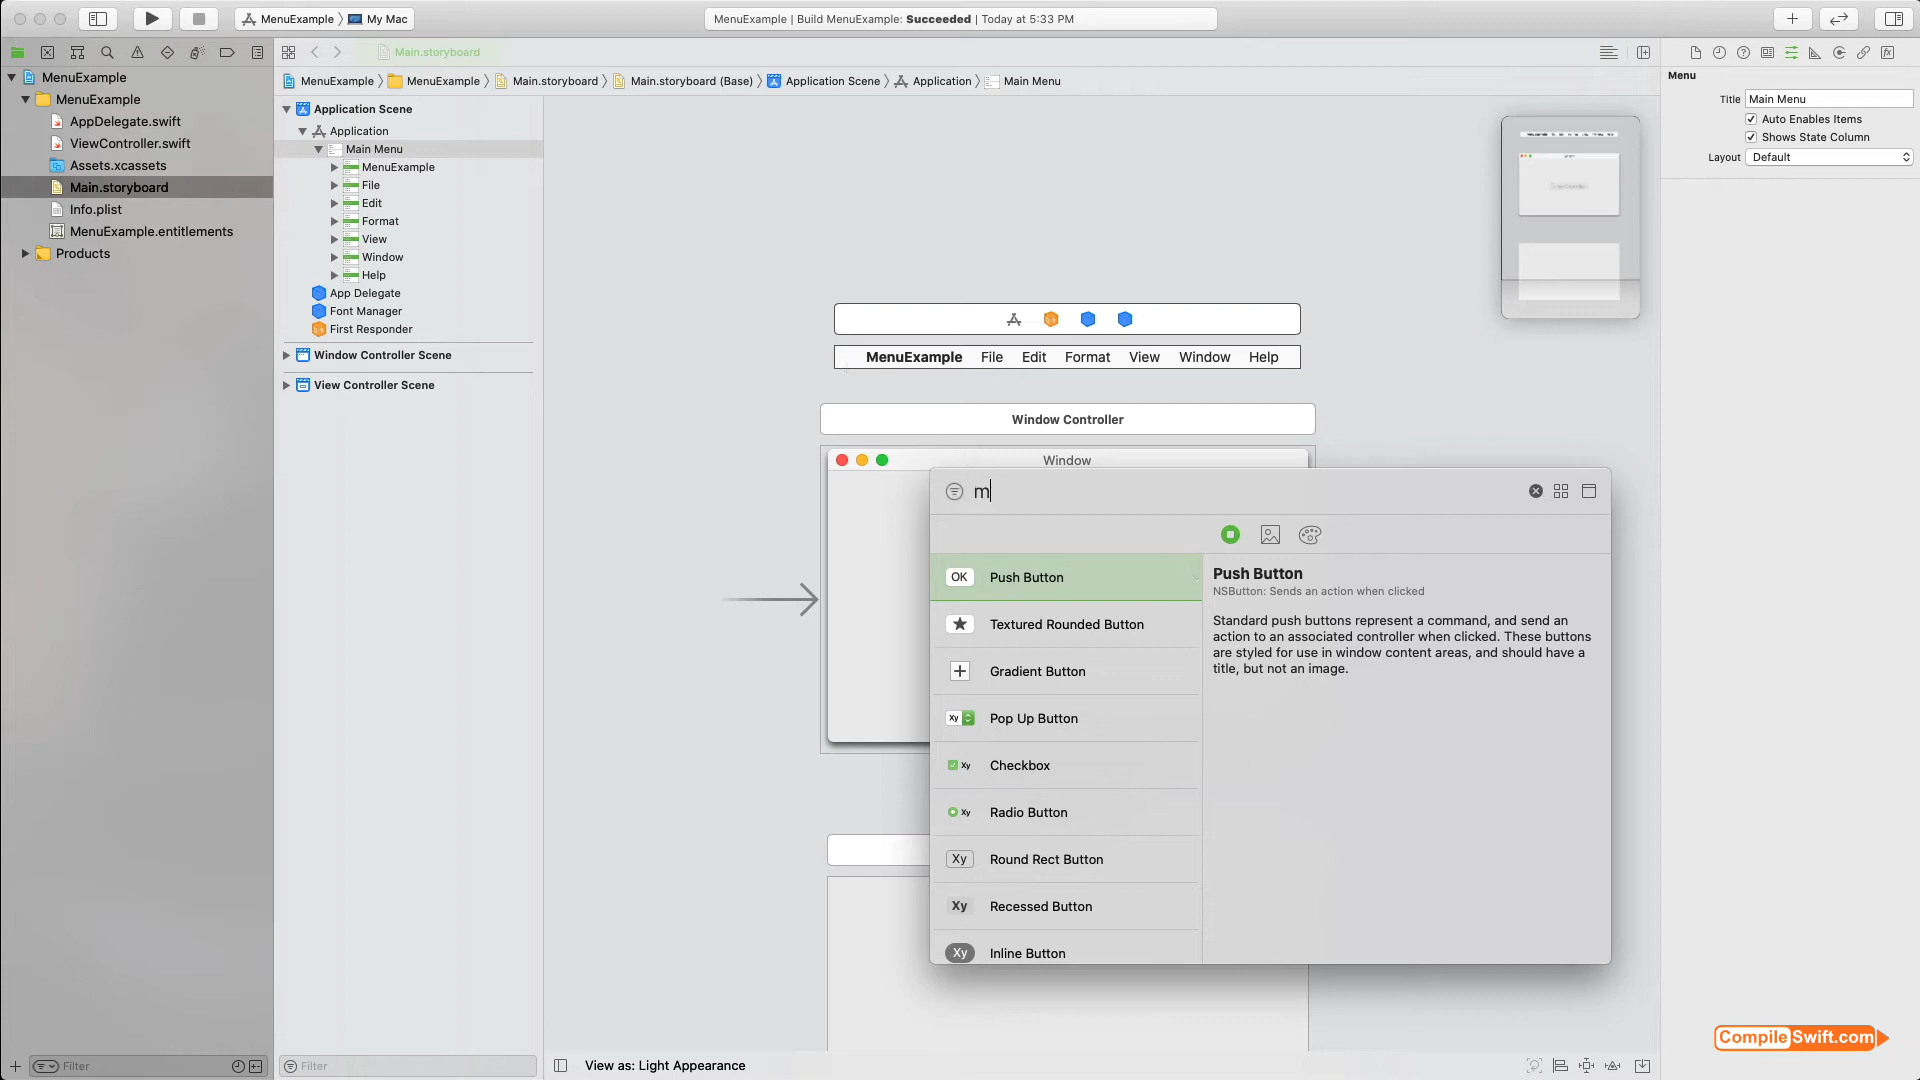 MenuExample 〉 My Mac
MenuExample | Build MenuExample: Succeeded | Today at 5:33 PM
Main.storyboard
MenuExample 〉 MenuExample 〉 Main.storyboard 〉 Main.storyboard (Base) 〉 Application Scene 〉 Application 〉 Main Menu
MenuExample
MenuExample
AppDelegate.swift
ViewController.swift
Assets.xcassets
Main.storyboard
Info.plist
MenuExample.entitlements
Products
Filter
Application Scene
Application
Main Menu
MenuExample
File
Edit
Format
View
Window
Help
App Delegate
Font Manager
First Responder
Window Controller Scene
View Controller Scene
Filter
MenuExample File Edit Format View Window Help
Window Controller
Window
m
OK Push Button
Textured Rounded Button
Gradient Button
Xy Pop Up Button
Xy Checkbox
Xy Radio Button
Xy Round Rect Button
Xy Recessed Button
Xy Inline Button
Push Button
NSButton: Sends an action when clicked
Standard push buttons represent a command, and send an
action to an associated controller when clicked. These buttons
are styled for use in window content areas, and should have a
title, but not an image.
View as: Light Appearance
Menu
Title Main Menu
Auto Enables Items
Shows State Column
Layout Default
CompileSwift.com